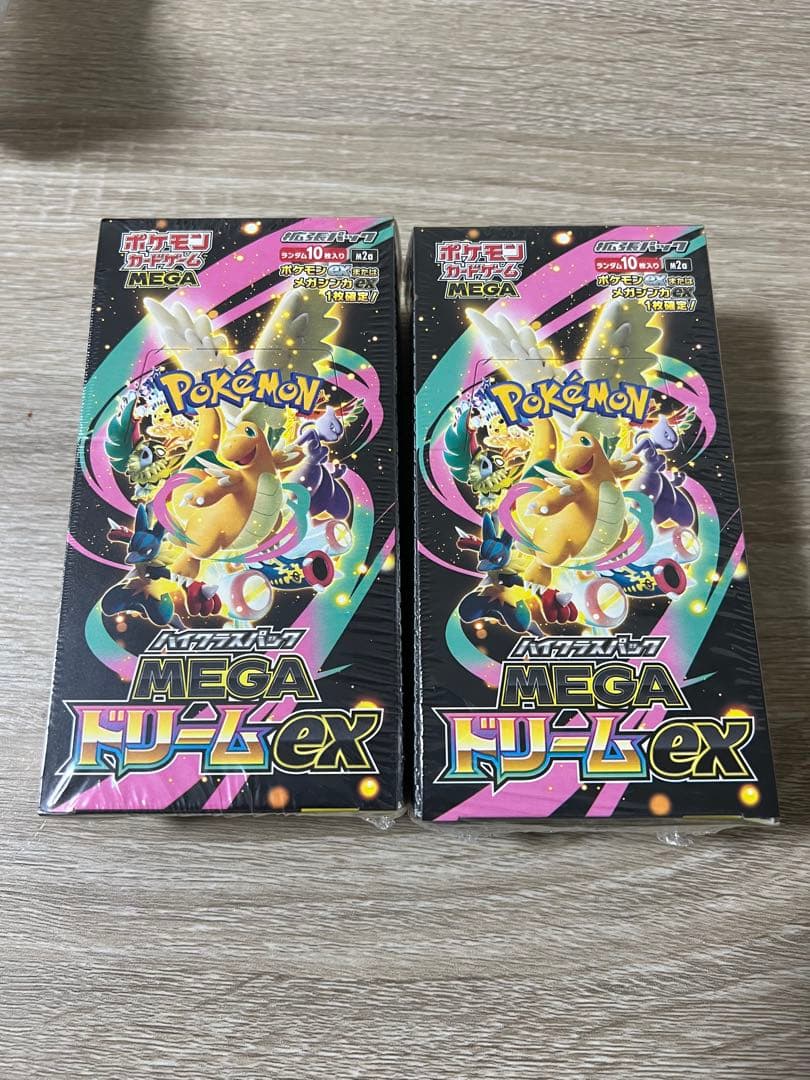 ポケモン
カードゲーム
MEGA
拡張パック
ランダム10枚入り M2a
ポケモンexまたは
メガシンカex
1枚確定!
POKéMON
ハイクラスパック
MEGA
ドリームex
ポケモン
カードゲーム
MEGA
拡張パック
ランダム10枚入り M2a
ポケモンexまたは
メガシンカex
1枚確定!
POKéMON
ハイクラスパック
MEGA
ドリームex